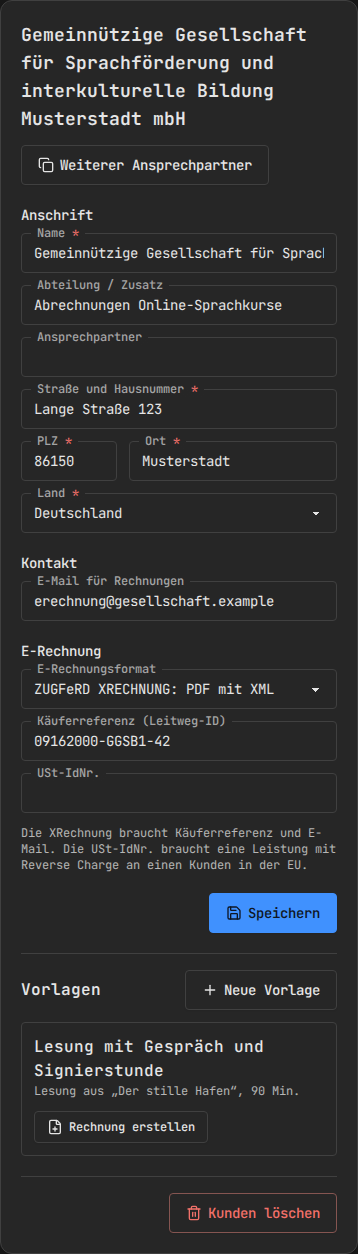 Gemeinnützige Gesellschaft
für Sprachförderung und
interkulturelle Bildung
Musterstadt mbH
Weiterer Ansprechpartner
Anschrift
Name *
Gemeinnützige Gesellschaft für Sprac
Abteilung / Zusatz
Abrechnungen Online-Sprachkurse
Ansprechpartner
Straße und Hausnummer *
Lange Straße 123
PLZ * Ort *
86150 Musterstadt
Land *
Deutschland
Kontakt
E-Mail für Rechnungen
erechnung@gesellschaft.example
E-Rechnung
E-Rechnungsformat
ZUGFeRD XRECHNUNG: PDF mit XML
Käuferreferenz (Leitweg-ID)
09162000-GGSB1-42
USt-IdNr.
Die XRechnung braucht Käuferreferenz und E-
Mail. Die USt-IdNr. braucht eine Leistung mit
Reverse Charge an einen Kunden in der EU.
Speichern
Vorlagen
Neue Vorlage
Lesung mit Gespräch und
Signierstunde
Lesung aus „Der stille Hafen“, 90 Min.
Rechnung erstellen
Kunden löschen